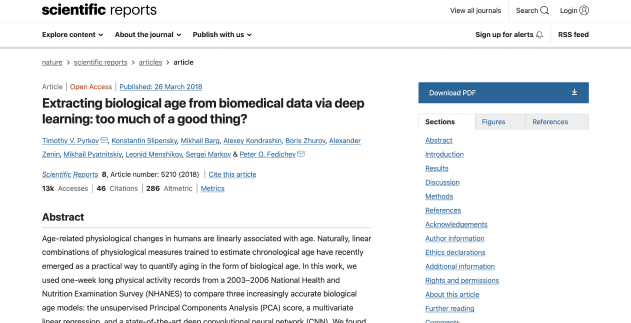 scientific reports
View all journals Search Login
Explore content About the journal Publish with us
Sign up for alerts RSS feed
nature > scientific reports > articles > article
Article | Open Access | Published: 26 March 2018
Extracting biological age from biomedical data via deep
learning: too much of a good thing?
Timothy V. Pyrkov, Konstantin Slipensky, Mikhail Barg, Alexey Kondrashin, Boris Zhurov, Alexander
Zenin, Mikhail Pyatnitskiy, Leonid Menshikov, Sergei Markov & Peter O. Fedichev
Scientific Reports 8, Article number: 5210 (2018) | Cite this article
13k Accesses | 46 Citations | 286 Altmetric | Metrics
Abstract
Age-related physiological changes in humans are linearly associated with age. Naturally, linear
combinations of physiological measures trained to estimate chronological age have recently
emerged as a practical way to quantify aging in the form of biological age. In this work, we
used one-week long physical activity records from a 2003–2006 National Health and
Nutrition Examination Survey (NHANES) to compare three increasingly accurate biological
age models: the unsupervised Principal Components Analysis (PCA) score, a multivariate
linear regression, and a state-of-the-art deep convolutional neural network (CNN). We found
Download PDF
Sections Figures References
Abstract
Introduction
Results
Discussion
Methods
References
Acknowledgements
Author information
Ethics declarations
Additional information
Rights and permissions
About this article
Further reading
Comments